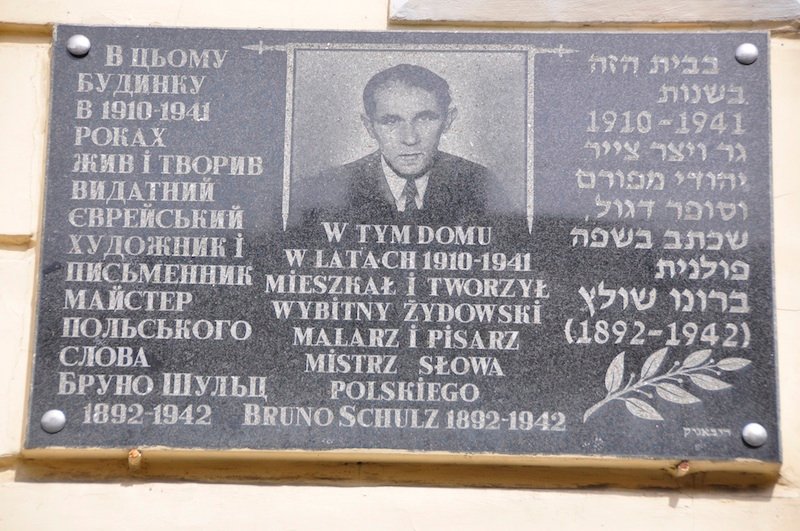 В ЦЬОМУ
БУДИНКУ
В 1910-1941
РОКАХ
ЖИВ І ТВОРИВ
ВИДАТНИЙ
ЄВРЕЙСЬКИЙ
ХУДОЖНИК І
ПИСЬМЕННИК
МАЙСТЕР
ПОЛЬСЬКОГО
СЛОВА
БРУНО ШУЛЬЦ
1892-1942
W TYM DOMU
W LATACH 1910-1941
MIESZKAŁ I TWORZYŁ
WYBITNY ŻYDOWSKI
MALARZ I PISARZ
MISTRZ SŁOWA
POLSKIEGO
BRUNO SCHULZ 1892-1942
בבית הזה
בשנות
1910-1941
גר ויצר צייר
יהודי מפורם
וסופר דגול,
שכתב בשפה
פולנית
ברונו שולץ
(1892-1942)